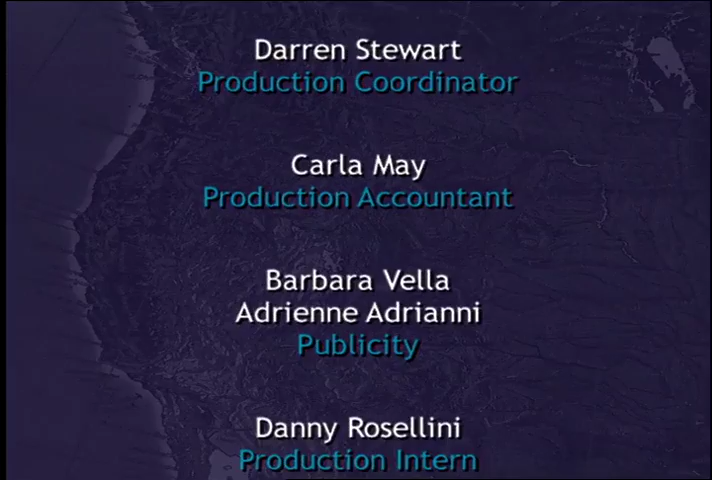 Darren Stewart
Production Coordinator
Carla May
Production Accountant
Barbara Vella
Adrienne Adrianni
Publicity
Danny Rosellini
Production Intern